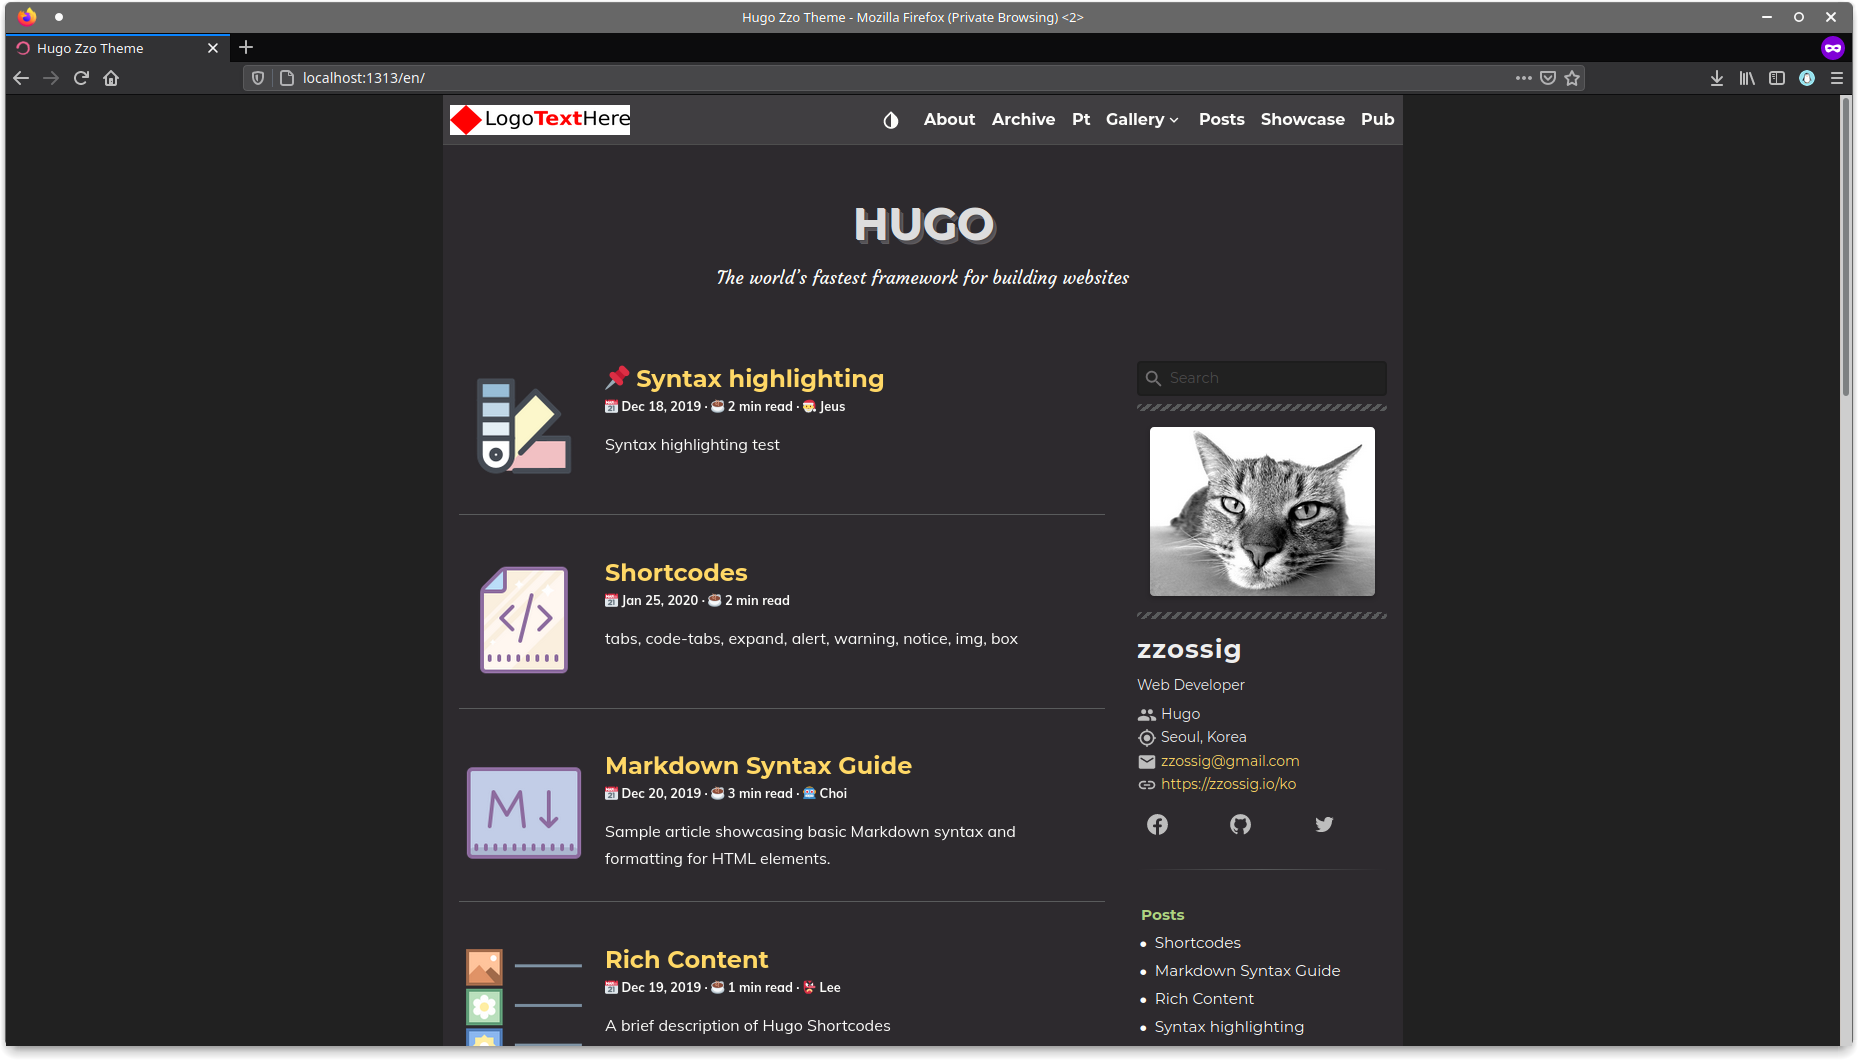 Hugo Zzo Theme - Mozilla Firefox (Private Browsing) <2>
Hugo Zzo Theme
localhost:1313/en/
LogoTextHere
About Archive Pt Gallery Posts Showcase Pub
HUGO
The world's fastest framework for building websites
📌 Syntax highlighting
Dec 18, 2019 · 2 min read · Jeus
Syntax highlighting test
Shortcodes
Jan 25, 2020 · 2 min read
tabs, code-tabs, expand, alert, warning, notice, img, box
M↓
Markdown Syntax Guide
Dec 20, 2019 · 3 min read · Choi
Sample article showcasing basic Markdown syntax and
formatting for HTML elements.
Rich Content
Dec 19, 2019 · 1 min read · Lee
A brief description of Hugo Shortcodes
Search
zzossig
Web Developer
Hugo
Seoul, Korea
zzossig@gmail.com
https://zzossig.io/ko
Posts
Shortcodes
Markdown Syntax Guide
Rich Content
Syntax highlighting